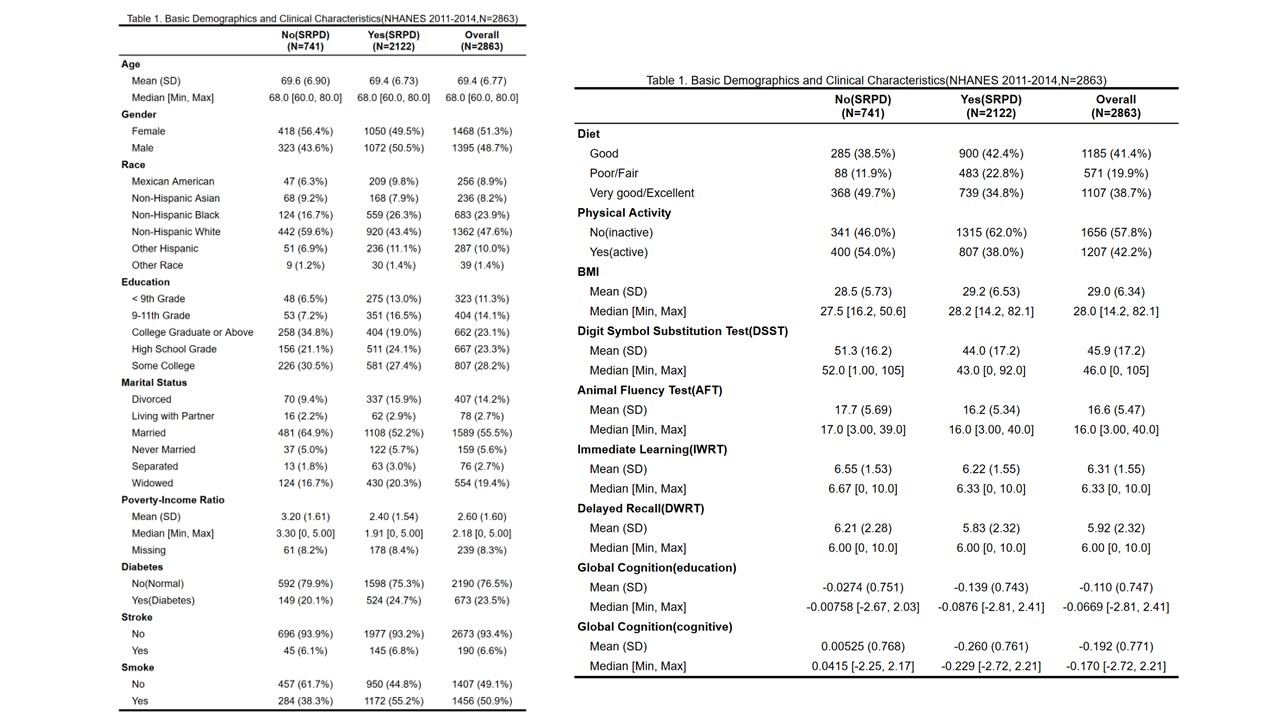 Table 1. Basic Demographics and Clinical Characteristics(NHANES 2011-2014,N=2863)
No(SRPD) Yes(SRPD) Overall
(N=741) (N=2122) (N=2863)
Age
Mean (SD) 69.6 (6.90) 69.4 (6.73) 69.4 (6.77)
Median [Min, Max] 68.0 [60.0, 80.0] 68.0 [60.0, 80.0] 68.0 [60.0, 80.0]
Gender
Female 418 (56.4%) 1050 (49.5%) 1468 (51.3%)
Male 323 (43.6%) 1072 (50.5%) 1395 (48.7%)
Race
Mexican American 47 (6.3%) 209 (9.8%) 256 (8.9%)
Non-Hispanic Asian 68 (9.2%) 168 (7.9%) 236 (8.2%)
Non-Hispanic Black 124 (16.7%) 559 (26.3%) 683 (23.9%)
Non-Hispanic White 442 (59.6%) 920 (43.4%) 1362 (47.6%)
Other Hispanic 51 (6.9%) 236 (11.1%) 287 (10.0%)
Other Race 9 (1.2%) 30 (1.4%) 39 (1.4%)
Education
< 9th Grade 48 (6.5%) 275 (13.0%) 323 (11.3%)
9-11th Grade 53 (7.2%) 351 (16.5%) 404 (14.1%)
College Graduate or Above 258 (34.8%) 404 (19.0%) 662 (23.1%)
High School Grade 156 (21.1%) 511 (24.1%) 667 (23.3%)
Some College 226 (30.5%) 581 (27.4%) 807 (28.2%)
Marital Status
Divorced 70 (9.4%) 337 (15.9%) 407 (14.2%)
Living with Partner 16 (2.2%) 62 (2.9%) 78 (2.7%)
Married 481 (64.9%) 1108 (52.2%) 1589 (55.5%)
Never Married 37 (5.0%) 122 (5.7%) 159 (5.6%)
Separated 13 (1.8%) 63 (3.0%) 76 (2.7%)
Widowed 124 (16.7%) 430 (20.3%) 554 (19.4%)
Poverty-Income Ratio
Mean (SD) 3.20 (1.61) 2.40 (1.54) 2.60 (1.60)
Median [Min, Max] 3.30 [0, 5.00] 1.91 [0, 5.00] 2.18 [0, 5.00]
Missing 61 (8.2%) 178 (8.4%) 239 (8.3%)
Diabetes
No(Normal) 592 (79.9%) 1598 (75.3%) 2190 (76.5%)
Yes(Diabetes) 149 (20.1%) 524 (24.7%) 673 (23.5%)
Stroke
No 696 (93.9%) 1977 (93.2%) 2673 (93.4%)
Yes 45 (6.1%) 145 (6.8%) 190 (6.6%)
Smoke
No 457 (61.7%) 950 (44.8%) 1407 (49.1%)
Yes 284 (38.3%) 1172 (55.2%) 1456 (50.9%)
Table 1. Basic Demographics and Clinical Characteristics(NHANES 2011-2014,N=2863)
No(SRPD) Yes(SRPD) Overall
(N=741) (N=2122) (N=2863)
Diet
Good 285 (38.5%) 900 (42.4%) 1185 (41.4%)
Poor/Fair 88 (11.9%) 483 (22.8%) 571 (19.9%)
Very good/Excellent 368 (49.7%) 739 (34.8%) 1107 (38.7%)
Physical Activity
No(inactive) 341 (46.0%) 1315 (62.0%) 1656 (57.8%)
Yes(active) 400 (54.0%) 807 (38.0%) 1207 (42.2%)
BMI
Mean (SD) 28.5 (5.73) 29.2 (6.53) 29.0 (6.34)
Median [Min, Max] 27.5 [16.2, 50.6] 28.2 [14.2, 82.1] 28.0 [14.2, 82.1]
Digit Symbol Substitution Test(DSST)
Mean (SD) 51.3 (16.2) 44.0 (17.2) 45.9 (17.2)
Median [Min, Max] 52.0 [1.00, 105] 43.0 [0, 92.0] 46.0 [0, 105]
Animal Fluency Test(AFT)
Mean (SD) 17.7 (5.69) 16.2 (5.34) 16.6 (5.47)
Median [Min, Max] 17.0 [3.00, 39.0] 16.0 [3.00, 40.0] 16.0 [3.00, 40.0]
Immediate Learning(IWRT)
Mean (SD) 6.55 (1.53) 6.22 (1.55) 6.31 (1.55)
Median [Min, Max] 6.67 [0, 10.0] 6.33 [0, 10.0] 6.33 [0, 10.0]
Delayed Recall(DWRT)
Mean (SD) 6.21 (2.28) 5.83 (2.32) 5.92 (2.32)
Median [Min, Max] 6.00 [0, 10.0] 6.00 [0, 10.0] 6.00 [0, 10.0]
Global Cognition(education)
Mean (SD) -0.0274 (0.751) -0.139 (0.743) -0.110 (0.747)
Median [Min, Max] -0.00758 [-2.67, 2.03] -0.0876 [-2.81, 2.41] -0.0669 [-2.81, 2.41]
Global Cognition(cognitive)
Mean (SD) 0.00525 (0.768) -0.260 (0.761) -0.192 (0.771)
Median [Min, Max] 0.0415 [-2.25, 2.17] -0.229 [-2.72, 2.21] -0.170 [-2.72, 2.21]